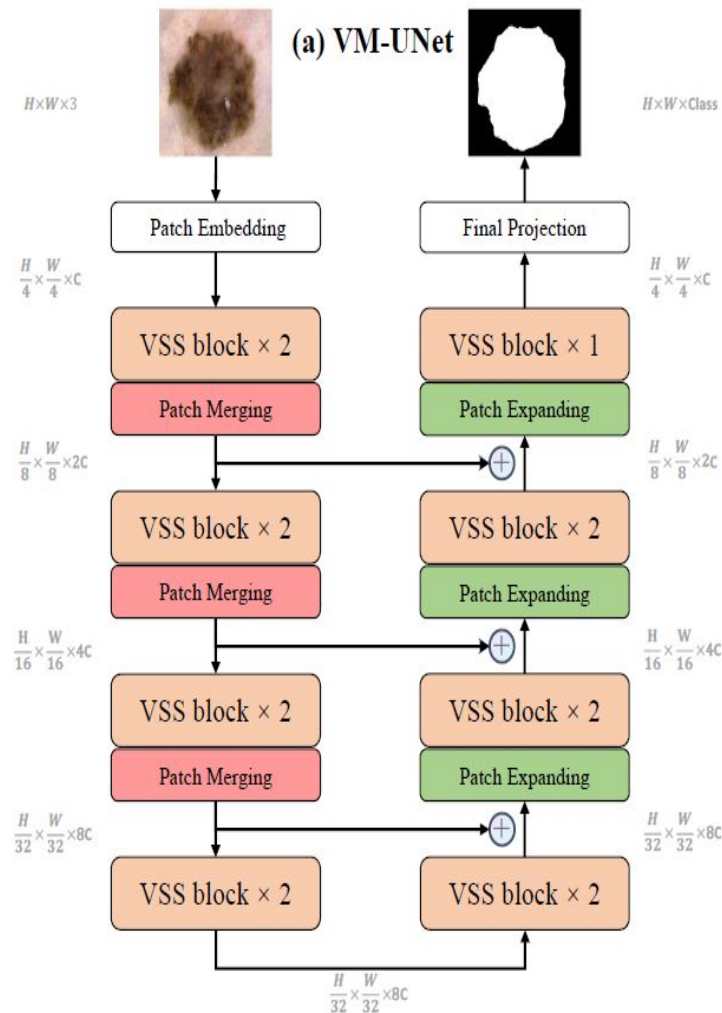 (a) VM-UNet
H×W×3
H×W×Class
Patch Embedding
Final Projection
H/4 × W/4 ×C
H/4 × W/4 ×C
VSS block × 2
VSS block × 1
Patch Merging
Patch Expanding
H/8 × W/8 ×2C
+
H/8 × W/8 ×2C
VSS block × 2
VSS block × 2
Patch Merging
Patch Expanding
H/16 × W/16 ×4C
+
H/16 × W/16 ×4C
VSS block × 2
VSS block × 2
Patch Merging
Patch Expanding
H/32 × W/32 ×8C
+
H/32 × W/32 ×8C
VSS block × 2
VSS block × 2
H/32 × W/32 ×8C